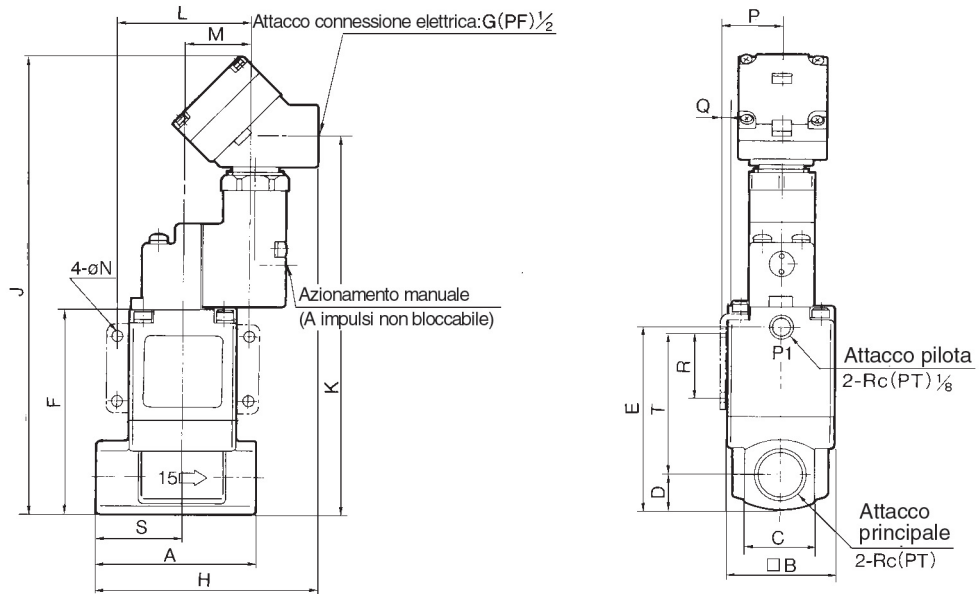 L
Attacco connessione elettrica:G(PF)½
M
J
4-øN
Azionamento manuale
(A impulsi non bloccabile)
F
K
15
S
A
H
P
Q
P1
Attacco pilota
2-Rc(PT)⅛
R
T
E
D
Attacco
principale
2-Rc(PT)
C
□B